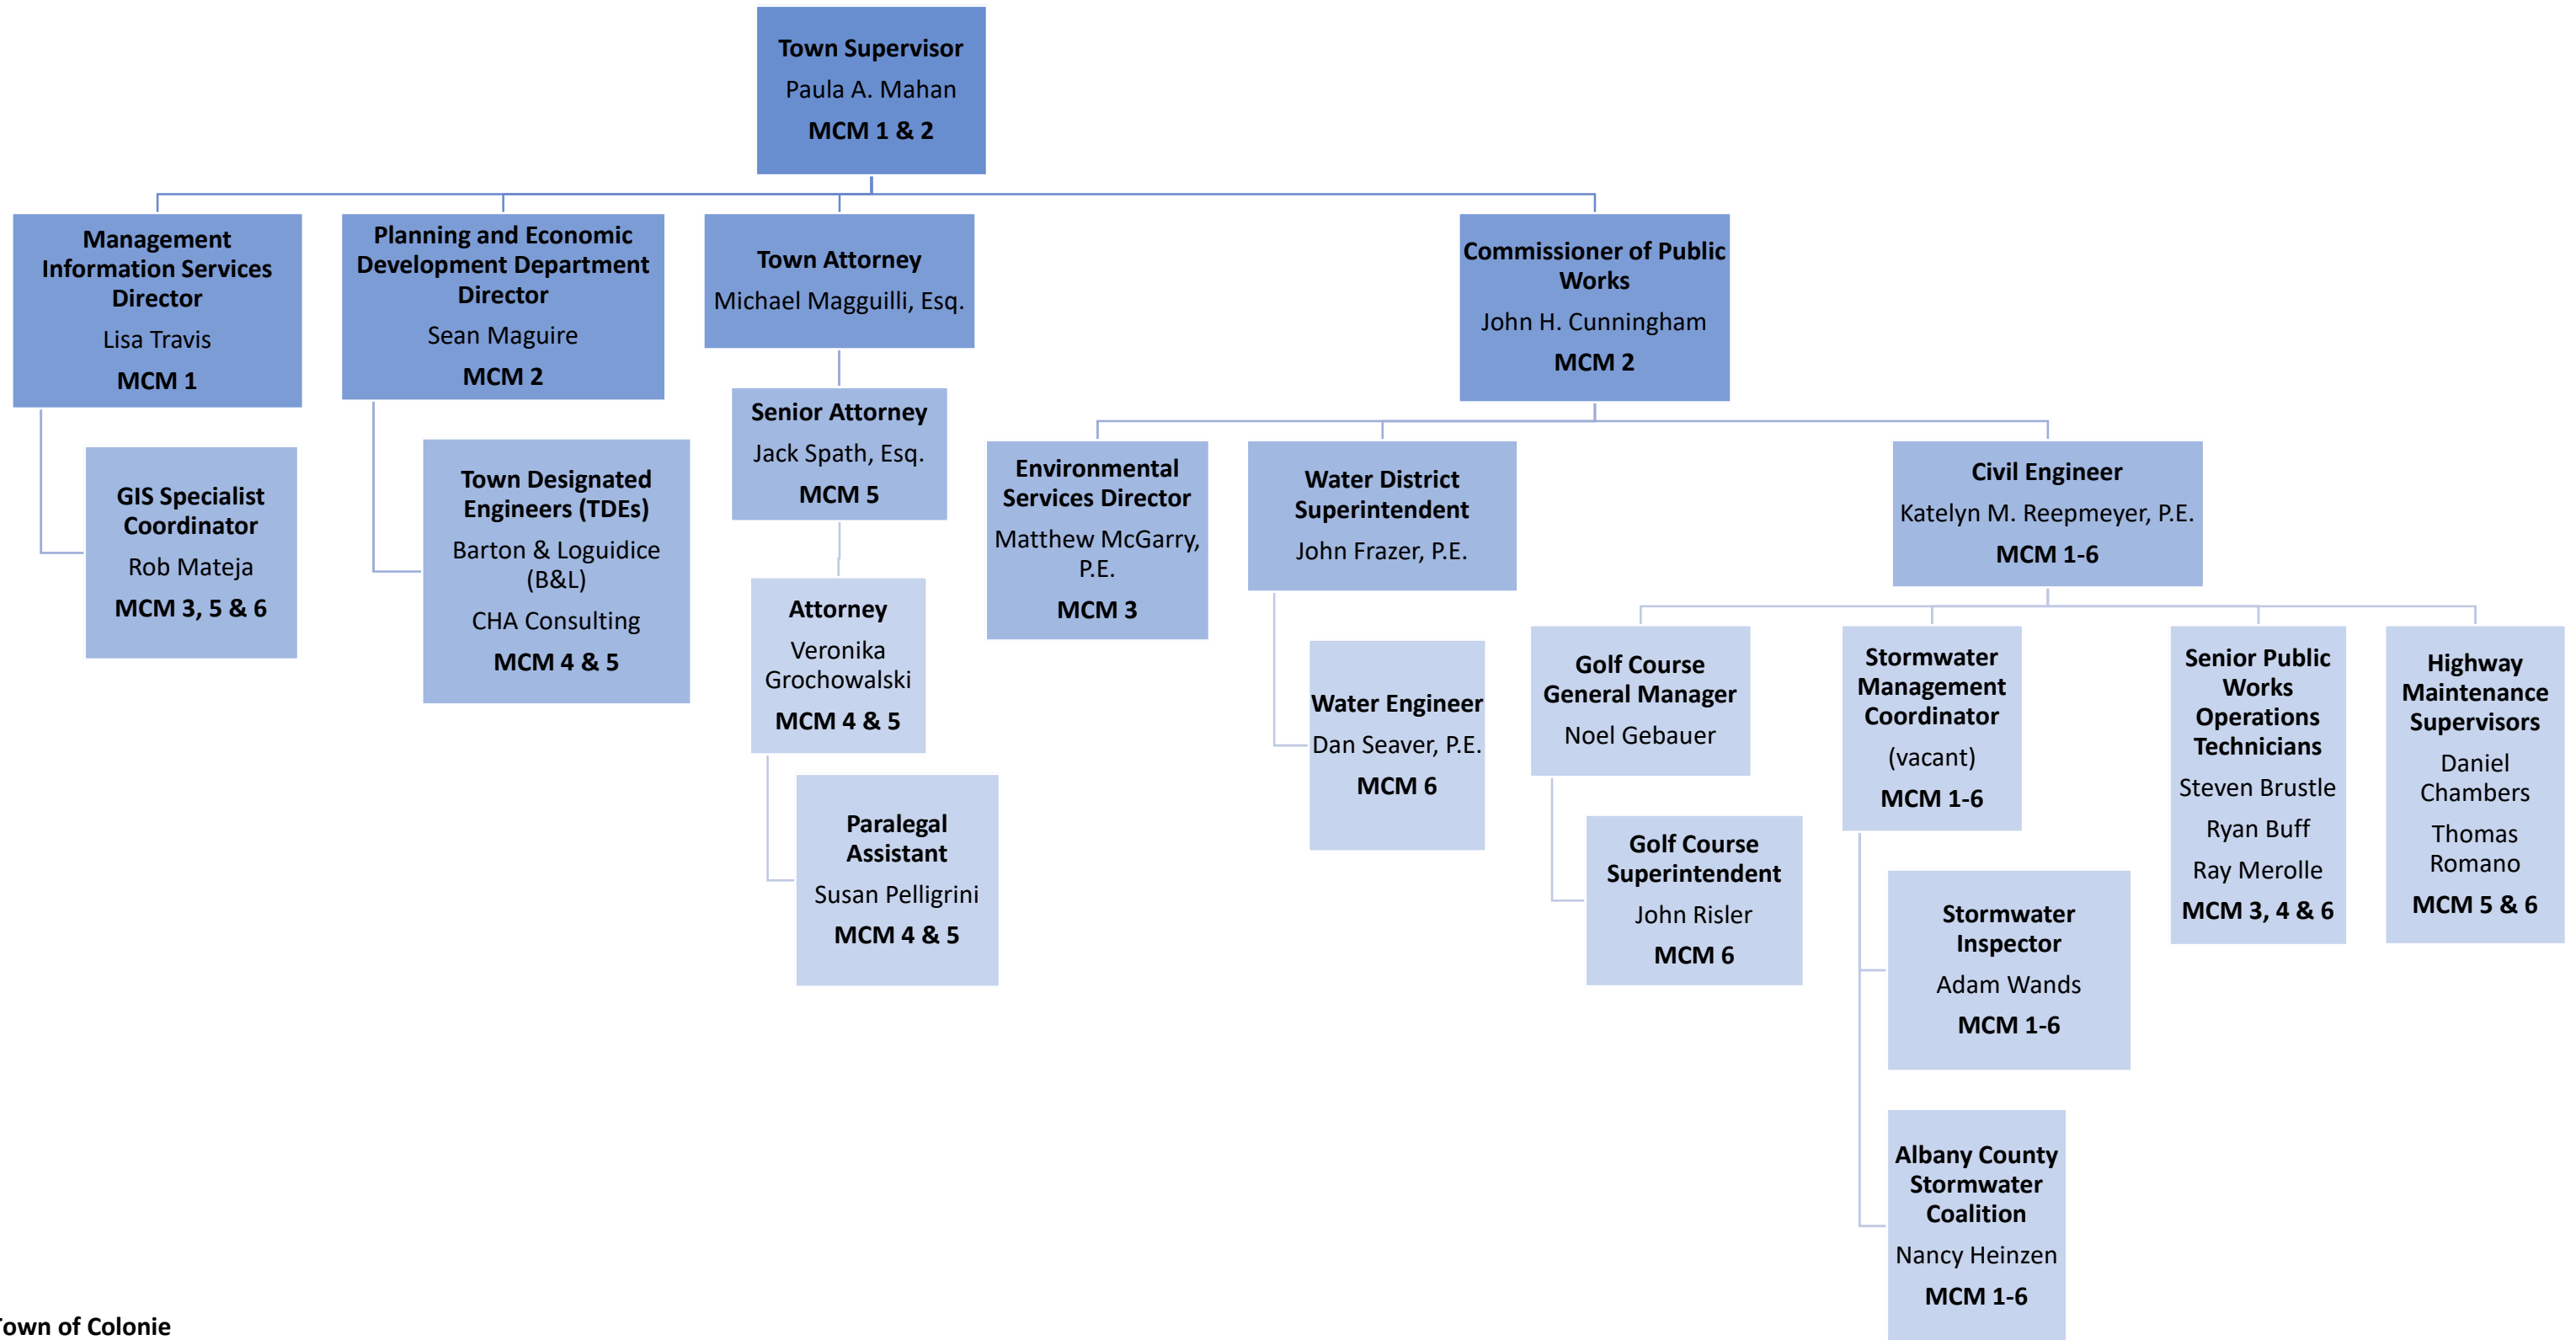 Town Supervisor
Paula A. Mahan
MCM 1 & 2
Management
Information Services
Director
Lisa Travis
MCM 1
Planning and Economic
Development Department
Director
Sean Maguire
MCM 2
Town Attorney
Michael Magguilli, Esq.
Commissioner of Public
Works
John H. Cunningham
MCM 2
GIS Specialist
Coordinator
Rob Mateja
MCM 3, 5 & 6
Town Designated
Engineers (TDEs)
Barton & Loguidice
(B&L)
CHA Consulting
MCM 4 & 5
Senior Attorney
Jack Spath, Esq.
MCM 5
Attorney
Veronika
Grochowalski
MCM 4 & 5
Paralegal
Assistant
Susan Pelligrini
MCM 4 & 5
Environmental
Services Director
Matthew McGarry,
P.E.
MCM 3
Water District
Superintendent
John Frazer, P.E.
Water Engineer
Dan Seaver, P.E.
MCM 6
Civil Engineer
Katelyn M. Reepmeyer, P.E.
MCM 1-6
Golf Course
General Manager
Noel Gebauer
Golf Course
Superintendent
John Risler
MCM 6
Stormwater
Management
Coordinator
(vacant)
MCM 1-6
Stormwater
Inspector
Adam Wands
MCM 1-6
Albany County
Stormwater
Coalition
Nancy Heinzen
MCM 1-6
Senior Public
Works
Operations
Technicians
Steven Brustle
Ryan Buff
Ray Merolle
MCM 3, 4 & 6
Highway
Maintenance
Supervisors
Daniel
Chambers
Thomas
Romano
MCM 5 & 6
Town of Colonie